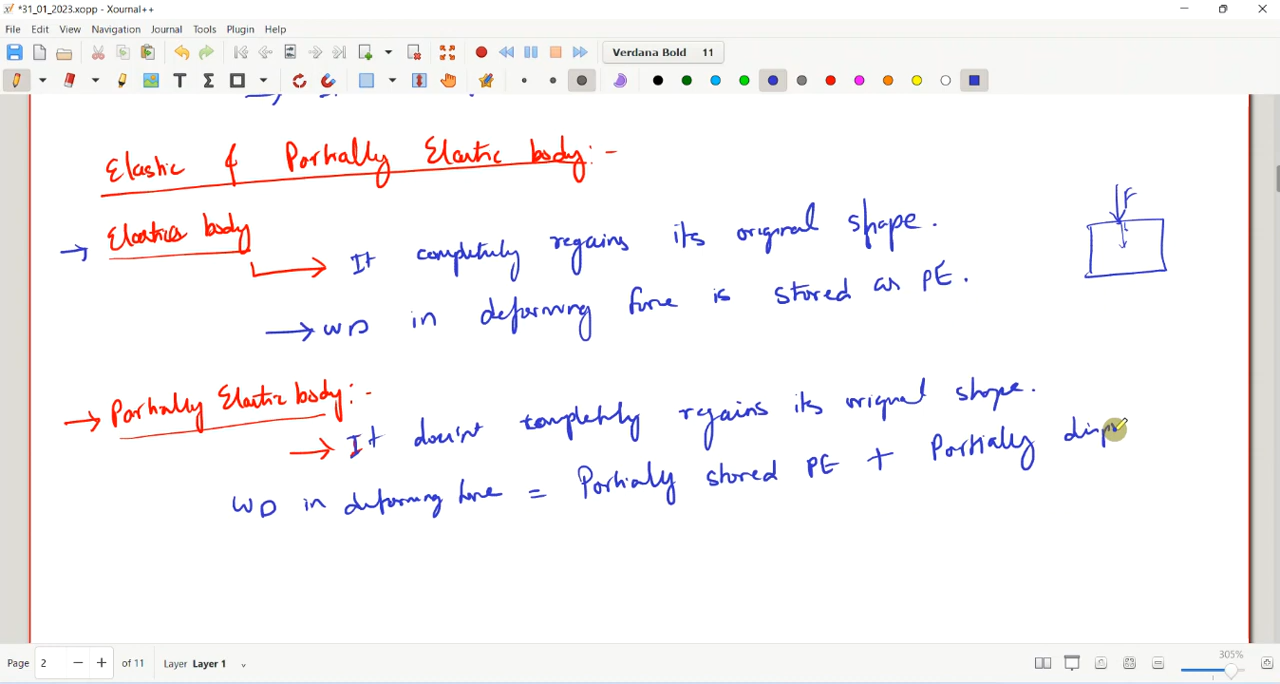 *31_01_2023.xopp - Xournal++
File Edit View Navigation Journal Tools Plugin Help
Verdana Bold 11
Elastic & Partially Elastic body:-
→ Elastics body
It completely regains its original shape.
F
→ WD in deforming force is stored as PE.
→ Partially Elastic body:-
→ It doesn't completely regains its original shape.
WD in deforming force = Partially stored PE + Partially disp
Page 2 of 11 Layer Layer 1
305%